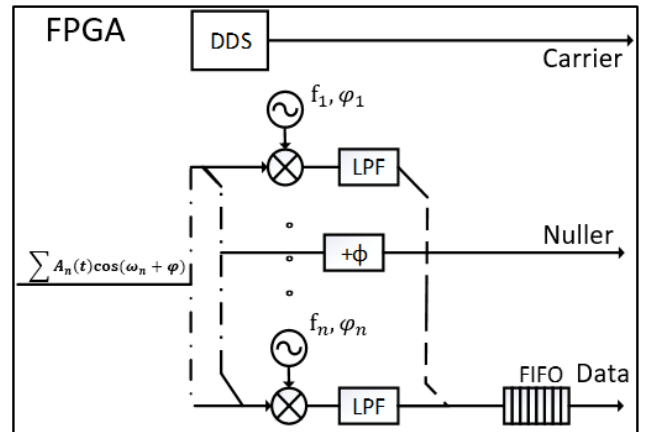 FPGA
DDS
Carrier
f₁, φ₁
LPF
Nuller
+ϕ
∑ Aₙ(t)cos(ωₙ + φ)
fₙ, φₙ
LPF
FIFO
Data